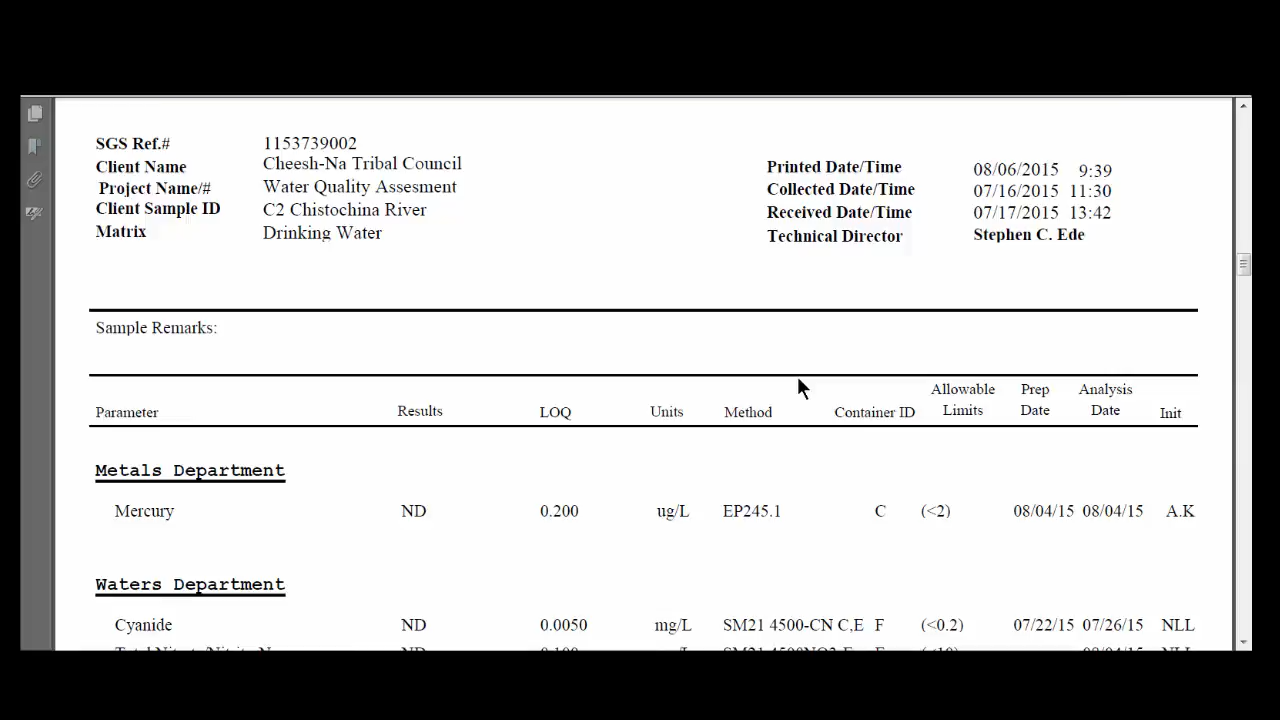 SGS Ref.# 1153739002
Client Name Cheesh-Na Tribal Council Printed Date/Time 08/06/2015 9:39
Project Name/# Water Quality Assesment Collected Date/Time 07/16/2015 11:30
Client Sample ID C2 Chistochina River Received Date/Time 07/17/2015 13:42
Matrix Drinking Water Technical Director Stephen C. Ede
Sample Remarks:
Parameter Results LOQ Units Method Container ID Allowable Limits Prep Date Analysis Date Init
Metals Department
Mercury ND 0.200 ug/L EP245.1 C (<2) 08/04/15 08/04/15 A.K
Waters Department
Cyanide ND 0.0050 mg/L SM21 4500-CN C,E F (<0.2) 07/22/15 07/26/15 NLL